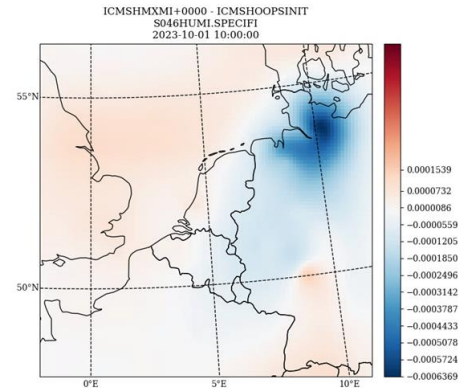 ICMSHMXMI+0000 - ICMSHOOPSINIT
S046HUMI.SPECIFI
2023-10-01 10:00:00
55°N
50°N
0°E
5°E
10°E
0.0001539
0.0000732
0.0000086
−0.0000559
−0.0001205
−0.0001850
−0.0002496
−0.0003142
−0.0003787
−0.0004433
−0.0005078
−0.0005724
−0.0006369